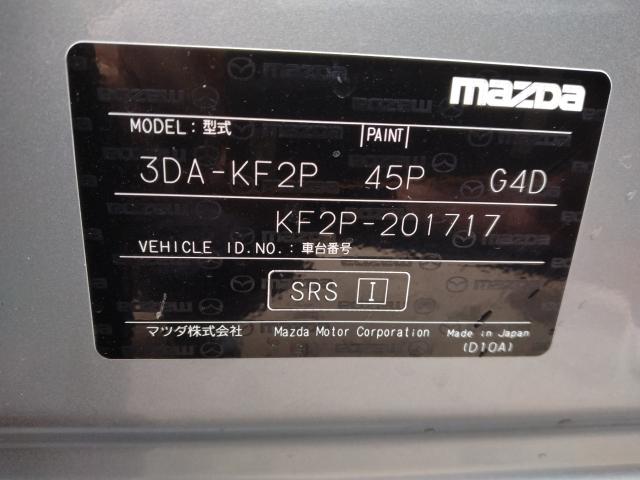 mazda
MODEL:型式 PAINT
3DA-KF2P 45P G4D
KF2P-201717
VEHICLE ID.NO.:車台番号
SRS I
マツダ株式会社 Mazda Motor Corporation Made in Japan
(D10A)